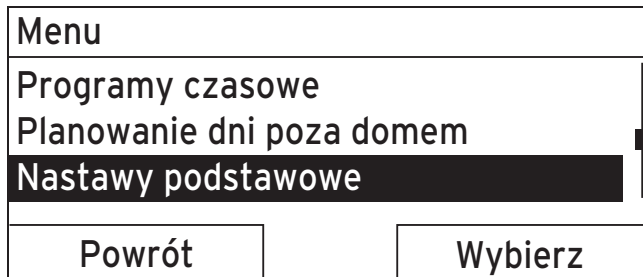 Menu
Programy czasowe
Planowanie dni poza domem
Nastawy podstawowe
Powrót Wybierz